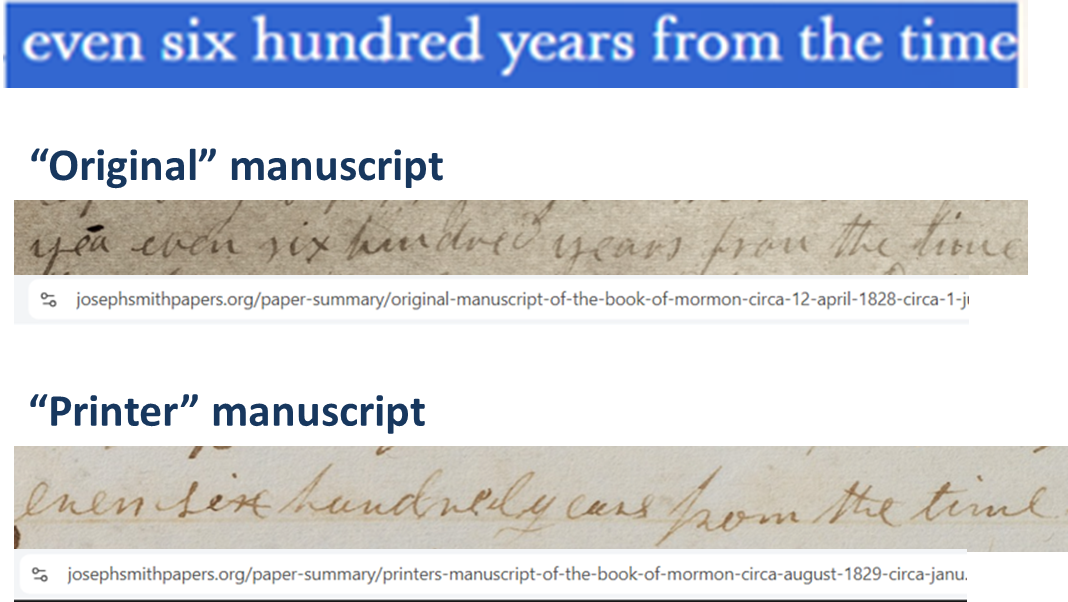 even six hundred years from the time
“Original” manuscript
yea even six hundred years from the time
josephsmithpapers.org/paper-summary/original-manuscript-of-the-book-of-mormon-circa-12-april-1828-circa-1-j
“Printer” manuscript
even six hundred years from the time
josephsmithpapers.org/paper-summary/printers-manuscript-of-the-book-of-mormon-circa-august-1829-circa-janu.